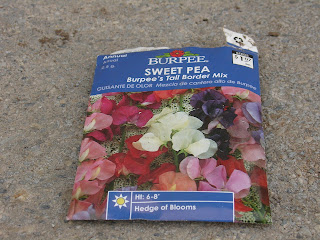 Annual
BURPEE
SWEET PEA
Burpee's Tall Border Mix
GUISANTE DE OLOR Mezcla de cantero alto de Burpee
HI: 6-8'
Hedge of Blooms